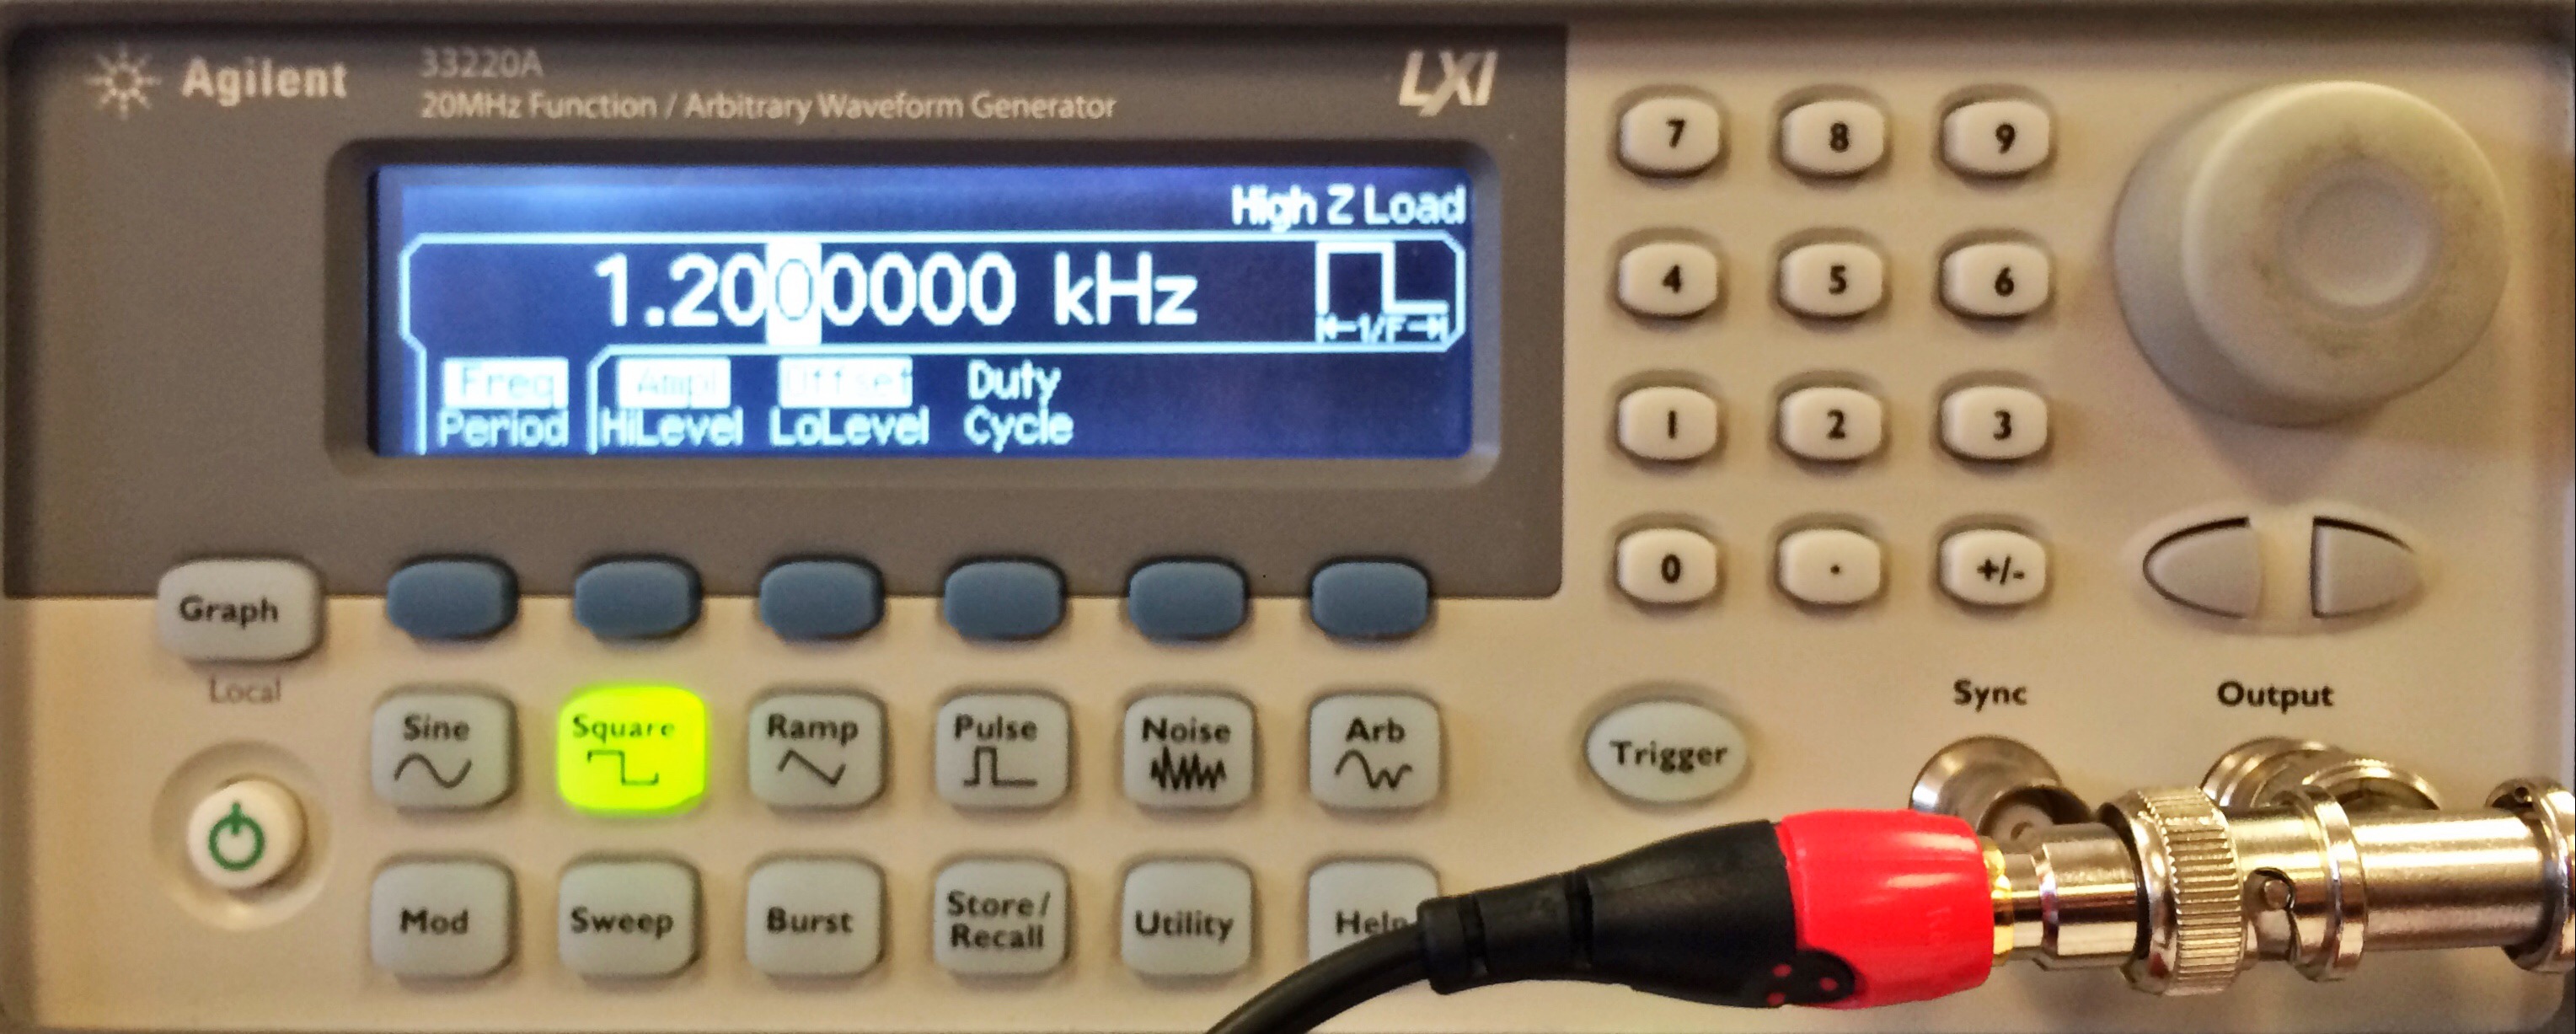 Agilent
33220A
20MHz Function / Arbitrary Waveform Generator
LXI
High Z Load
1.2000000 kHz
1/F
Freq Ampl Offset Duty
Period HiLevel LoLevel Cycle
7 8 9
4 5 6
1 2 3
0 . +/-
Graph
Local
Sync Output
Sine Square Ramp Pulse Noise Arb
Trigger
Mod Sweep Burst Store/ Recall Utility Help